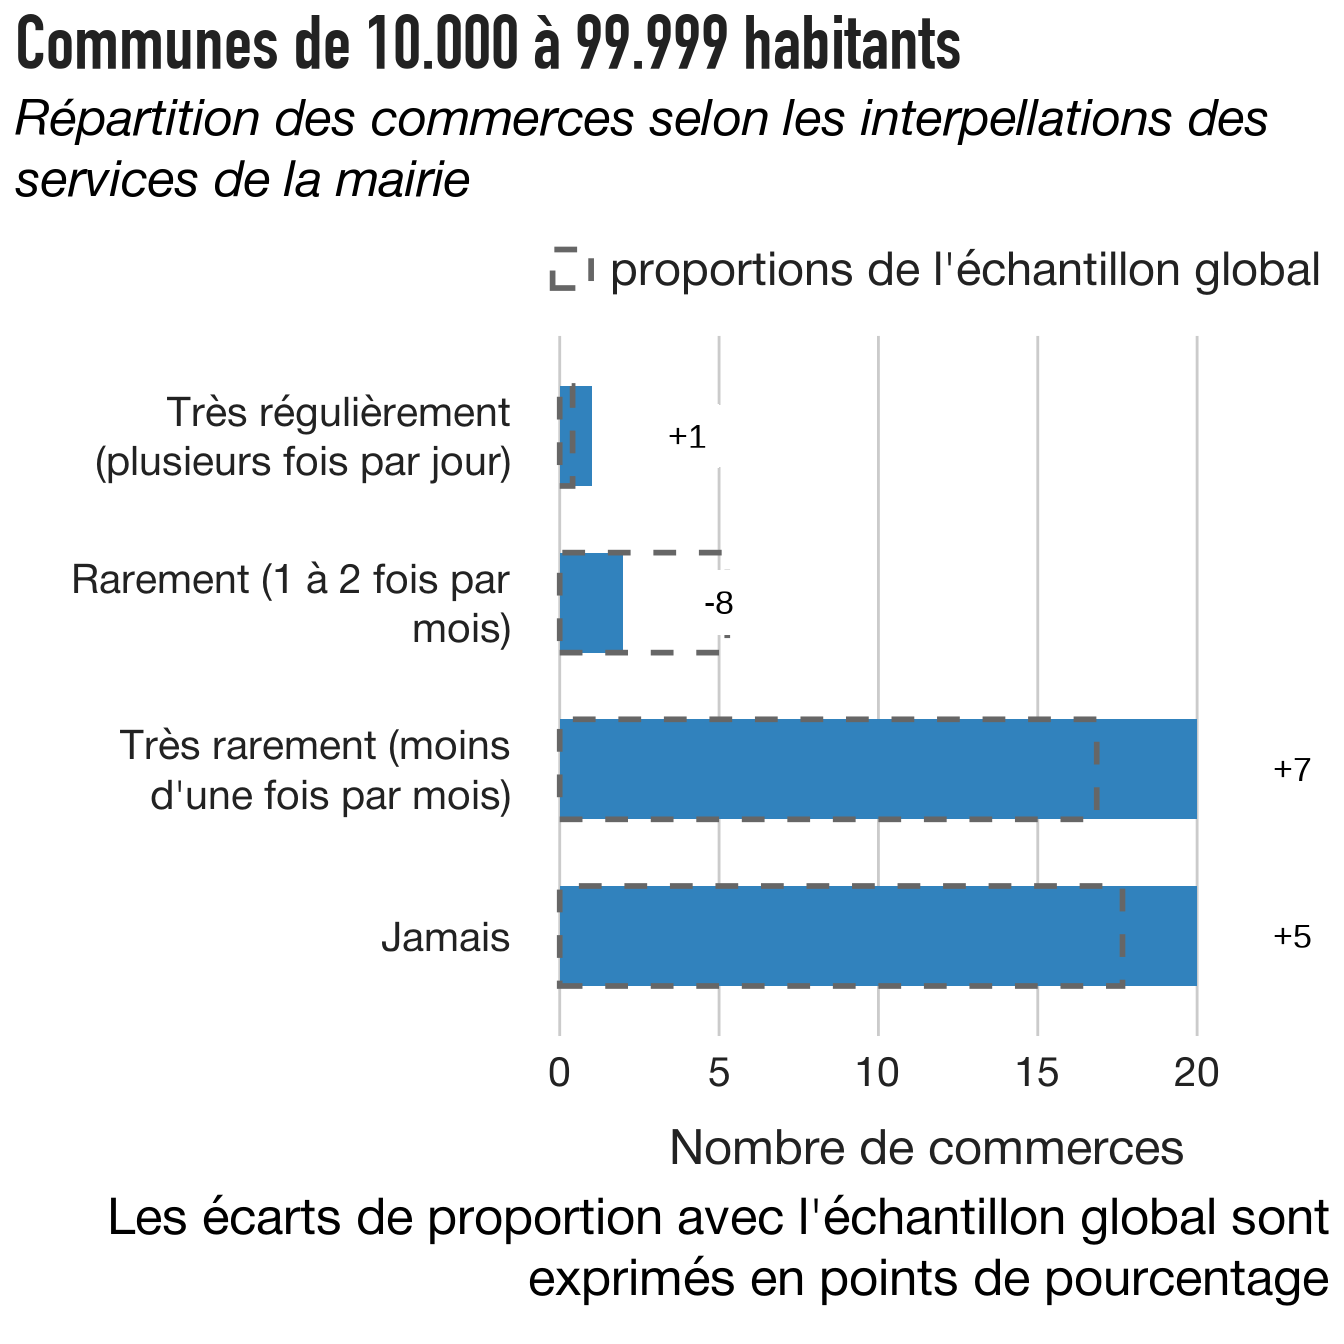 Communes de 10.000 à 99.999 habitants
Répartition des commerces selon les interpellations des
services de la mairie
proportions de l'échantillon global
Très régulièrement
(plusieurs fois par jour)
+1
Rarement (1 à 2 fois par
mois)
-8
Très rarement (moins
d'une fois par mois)
+7
Jamais
+5
0 5 10 15 20
Nombre de commerces
Les écarts de proportion avec l'échantillon global sont
exprimés en points de pourcentage